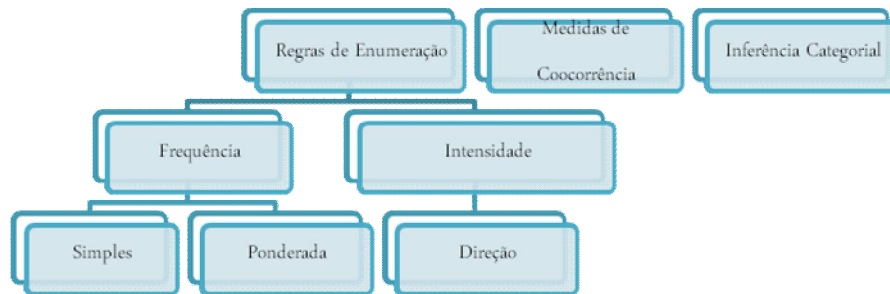 Regras de Enumeração
Medidas de
Coocorrência
Inferência Categorial
Frequência
Intensidade
Simples
Ponderada
Direção